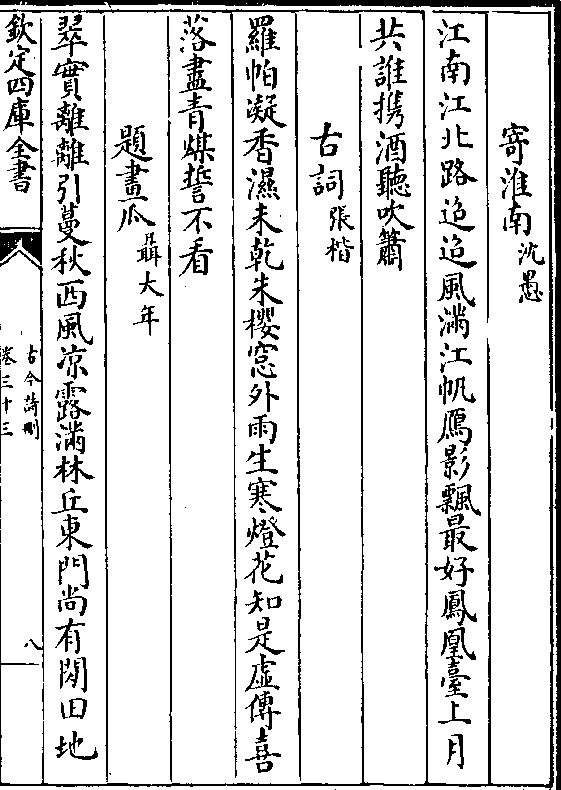 寄淮南沈愚
江南江北路迢迢風滿江帆鴈影飄最好鳳凰臺上月
共誰携酒聽吹簫
古詞張楷
羅帕凝香濕未乾朱櫻窓外雨生寒燈花知是虛傳喜
落盡青煤誓不看
題畫瓜聶大年
翠實離離引蔓秋西風凉露滿林丘東門尚有閑田地
欽定四庫全書
古今詩刪
卷三十三
八